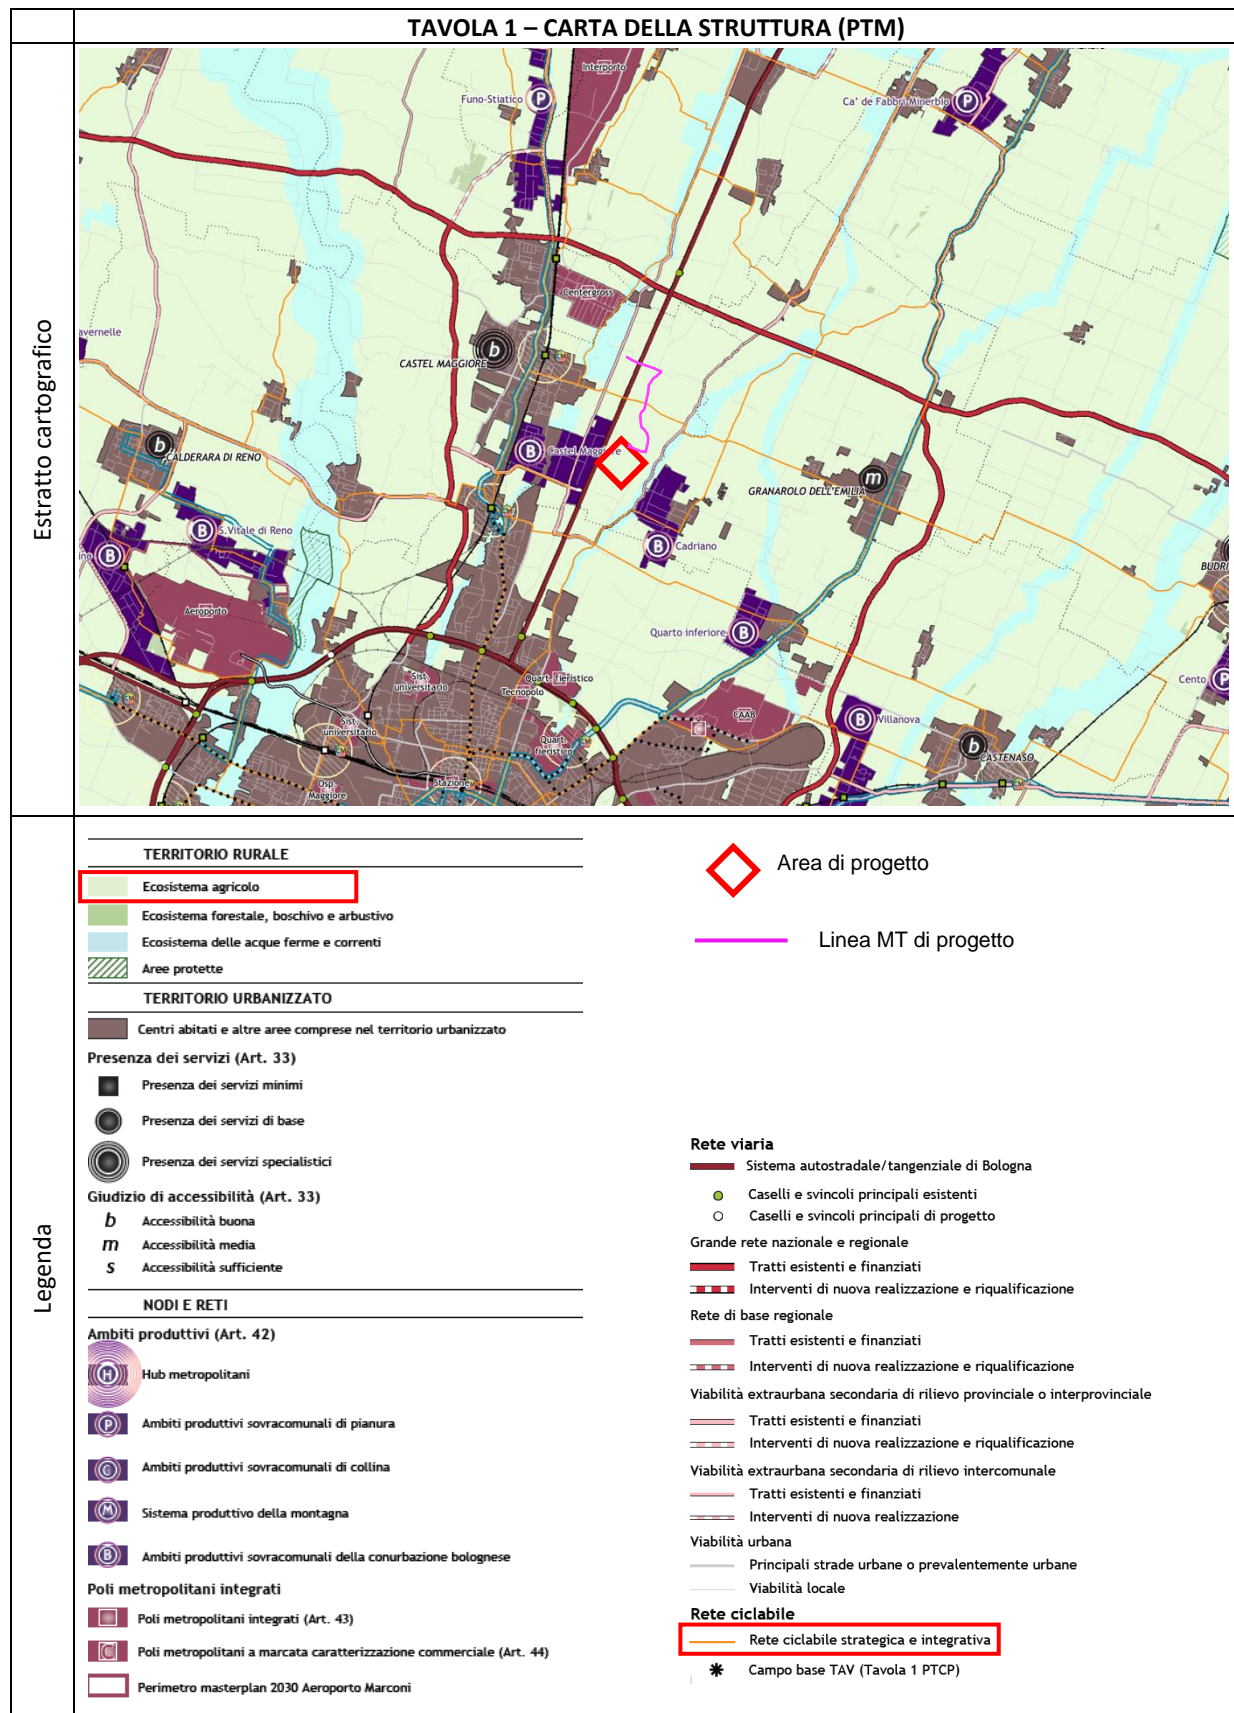 TAVOLA 1 – CARTA DELLA STRUTTURA (PTM)
Estratto cartografico
Interporto
Funo-Stiatico
P
Ca' de Fabbri-Minerbio
P
Centergross
avernelle
b
CASTEL MAGGIORE
b
CALDERARA DI RENO
B
Castel Maggiore
m
GRANAROLO DELL'EMILIA
B
S.Vitale di Reno
B
B
Cadriano
BUDRI
Aeroporto
Quarto inferiore
B
Sist.
universitario
Quart. fieristico
Tecnopolo
Cento
P
Sist.
universitario
Quart.
fieristico
CAAB
B
Villanova
b
CASTENASO
Osp.
Maggiore
Stazione
Legenda
TERRITORIO RURALE
Ecosistema agricolo
Ecosistema forestale, boschivo e arbustivo
Ecosistema delle acque ferme e correnti
Aree protette
TERRITORIO URBANIZZATO
Centri abitati e altre aree comprese nel territorio urbanizzato
Presenza dei servizi (Art. 33)
Presenza dei servizi minimi
Presenza dei servizi di base
Presenza dei servizi specialistici
Giudizio di accessibilità (Art. 33)
b Accessibilità buona
m Accessibilità media
s Accessibilità sufficiente
NODI E RETI
Ambiti produttivi (Art. 42)
H Hub metropolitani
P Ambiti produttivi sovracomunali di pianura
C Ambiti produttivi sovracomunali di collina
M Sistema produttivo della montagna
B Ambiti produttivi sovracomunali della conurbazione bolognese
Poli metropolitani integrati
Poli metropolitani integrati (Art. 43)
C Poli metropolitani a marcata caratterizzazione commerciale (Art. 44)
Perimetro masterplan 2030 Aeroporto Marconi
Area di progetto
Linea MT di progetto
Rete viaria
Sistema autostradale/tangenziale di Bologna
Caselli e svincoli principali esistenti
Caselli e svincoli principali di progetto
Grande rete nazionale e regionale
Tratti esistenti e finanziati
Interventi di nuova realizzazione e riqualificazione
Rete di base regionale
Tratti esistenti e finanziati
Interventi di nuova realizzazione e riqualificazione
Viabilità extraurbana secondaria di rilievo provinciale o interprovinciale
Tratti esistenti e finanziati
Interventi di nuova realizzazione e riqualificazione
Viabilità extraurbana secondaria di rilievo intercomunale
Tratti esistenti e finanziati
Interventi di nuova realizzazione
Viabilità urbana
Principali strade urbane o prevalentemente urbane
Viabilità locale
Rete ciclabile
Rete ciclabile strategica e integrativa
Campo base TAV (Tavola 1 PTCP)